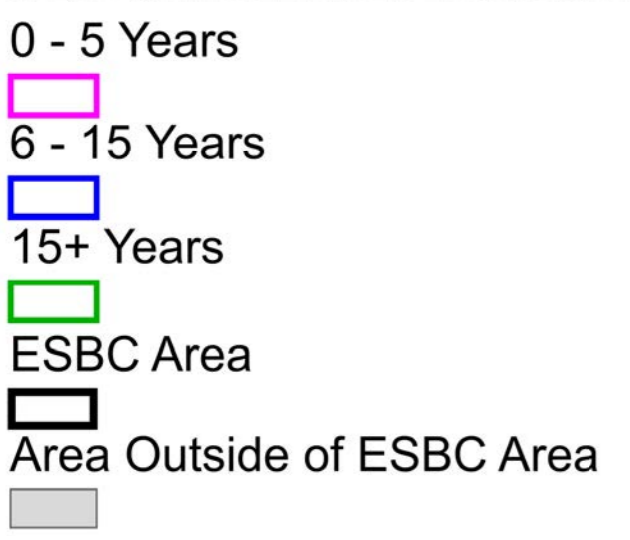 0 - 5 Years
6 - 15 Years
15+ Years
ESBC Area
Area Outside of ESBC Area